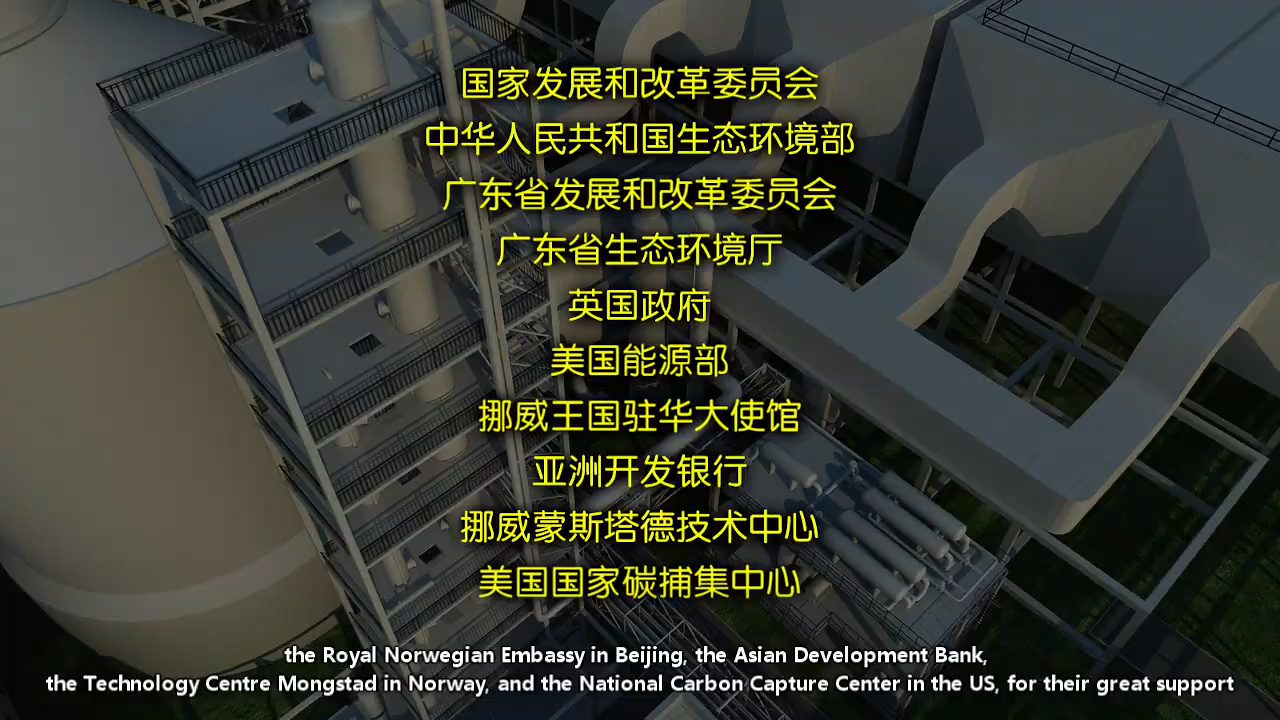 国家发展和改革委员会
中华人民共和国生态环境部
广东省发展和改革委员会
广东省生态环境厅
英国政府
美国能源部
挪威王国驻华大使馆
亚洲开发银行
挪威蒙斯塔德技术中心
美国国家碳捕集中心
the Royal Norwegian Embassy in Beijing, the Asian Development Bank,
the Technology Centre Mongstad in Norway, and the National Carbon Capture Center in the US, for their great support